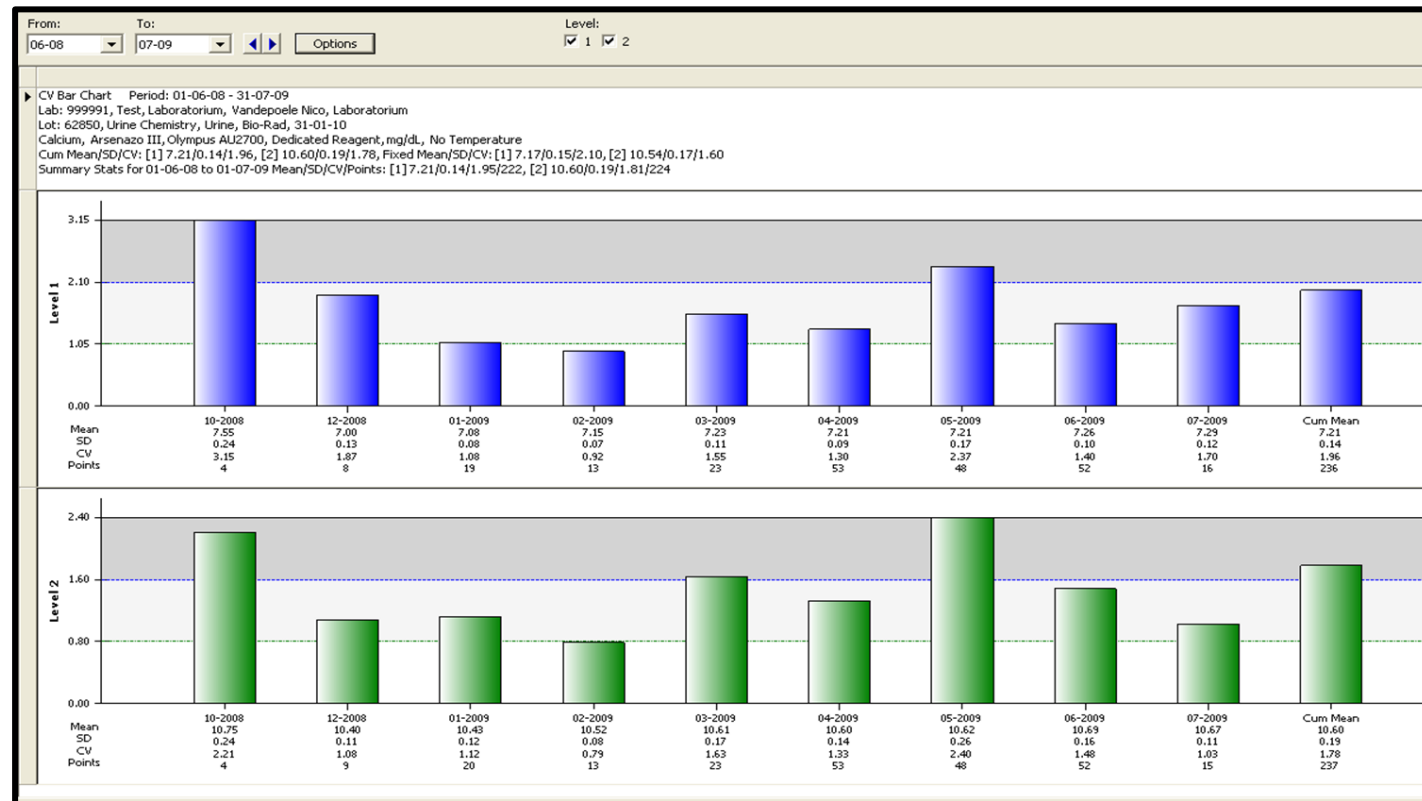 From: To: Level:
06-08 07-09 Options 1 2
CV Bar Chart Period: 01-06-08 - 31-07-09
Lab: 999991, Test, Laboratorium, Vandepoele Nico, Laboratorium
Lot: 62850, Urine Chemistry, Urine, Bio-Rad, 31-01-10
Calcium, Arsenazo III, Olympus AU2700, Dedicated Reagent, mg/dL, No Temperature
Cum Mean/SD/CV: [1] 7.21/0.14/1.96, [2] 10.60/0.19/1.78, Fixed Mean/SD/CV: [1] 7.17/0.15/2.10, [2] 10.54/0.17/1.60
Summary Stats for 01-06-08 to 01-07-09 Mean/SD/CV/Points: [1] 7.21/0.14/1.95/222, [2] 10.60/0.19/1.81/224
3.15
2.10
Level 1
1.05
0.00
10-2008 12-2008 01-2009 02-2009 03-2009 04-2009 05-2009 06-2009 07-2009 Cum Mean
Mean 7.55 7.00 7.08 7.15 7.23 7.21 7.21 7.26 7.29 7.21
SD 0.24 0.13 0.08 0.07 0.11 0.09 0.17 0.10 0.12 0.14
CV 3.15 1.87 1.08 0.92 1.55 1.30 2.37 1.40 1.70 1.96
Points 4 8 19 13 23 53 48 52 16 236
2.40
1.60
Level 2
0.80
0.00
10-2008 12-2008 01-2009 02-2009 03-2009 04-2009 05-2009 06-2009 07-2009 Cum Mean
Mean 10.75 10.40 10.43 10.52 10.61 10.60 10.62 10.69 10.67 10.60
SD 0.24 0.11 0.12 0.08 0.17 0.14 0.26 0.16 0.11 0.19
CV 2.21 1.08 1.12 0.79 1.63 1.33 2.40 1.48 1.03 1.78
Points 4 9 20 13 23 53 48 52 15 237